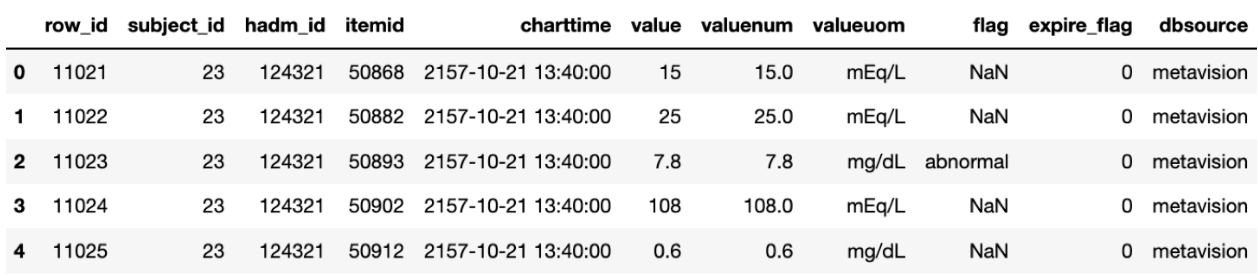 row_id subject_id hadm_id itemid charttime value valuenum valueuom flag expire_flag dbsource
0 11021 23 124321 50868 2157-10-21 13:40:00 15 15.0 mEq/L NaN 0 metavision
1 11022 23 124321 50882 2157-10-21 13:40:00 25 25.0 mEq/L NaN 0 metavision
2 11023 23 124321 50893 2157-10-21 13:40:00 7.8 7.8 mg/dL abnormal 0 metavision
3 11024 23 124321 50902 2157-10-21 13:40:00 108 108.0 mEq/L NaN 0 metavision
4 11025 23 124321 50912 2157-10-21 13:40:00 0.6 0.6 mg/dL NaN 0 metavision